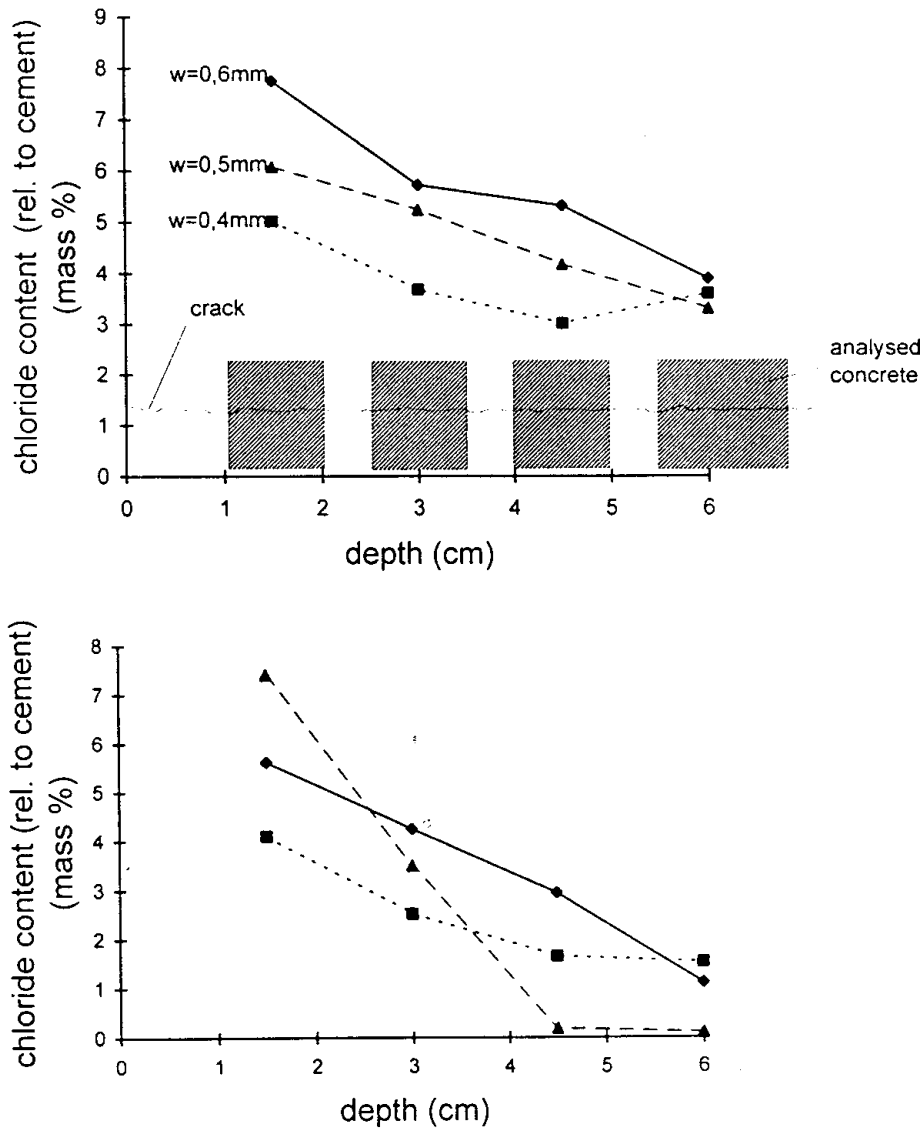 chloride content (rel. to cement)
(mass %)
9
8
7
6
5
4
3
2
1
0
w=0,6mm
w=0,5mm
w=0,4mm
crack
analysed
concrete
0 1 2 3 4 5 6
depth (cm)
chloride content (rel. to cement)
(mass %)
8
7
6
5
4
3
2
1
0
0 1 2 3 4 5 6
depth (cm)